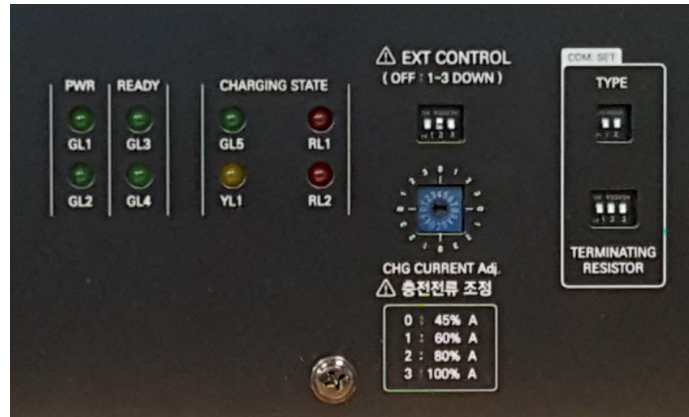 PWR READY CHARGING STATE
GL1 GL3 GL5 RL1
GL2 GL4 YL1 RL2
⚠ EXT CONTROL
( OFF : 1-3 DOWN )
CHG CURRENT Adj.
⚠ 충전전류 조정
0 : 45% A
1 : 60% A
2 : 80% A
3 : 100% A
COM. SET
TYPE
TERMINATING
RESISTOR